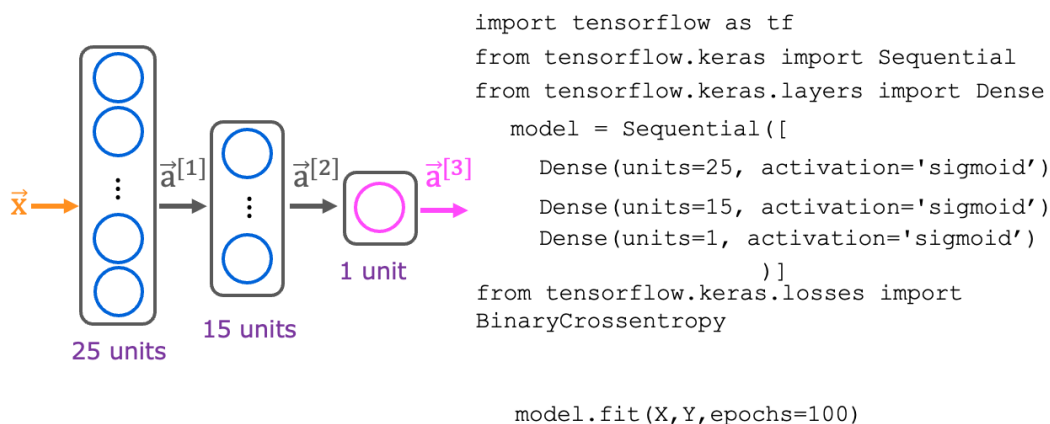 import tensorflow as tf
from tensorflow.keras import Sequential
from tensorflow.keras.layers import Dense
model = Sequential([
Dense(units=25, activation='sigmoid’)
Dense(units=15, activation='sigmoid’)
Dense(units=1, activation='sigmoid’)
)]
from tensorflow.keras.losses import
BinaryCrossentropy
model.fit(X,Y,epochs=100)
x⃗
a⃗[1]
a⃗[2]
a⃗[3]
25 units
15 units
1 unit